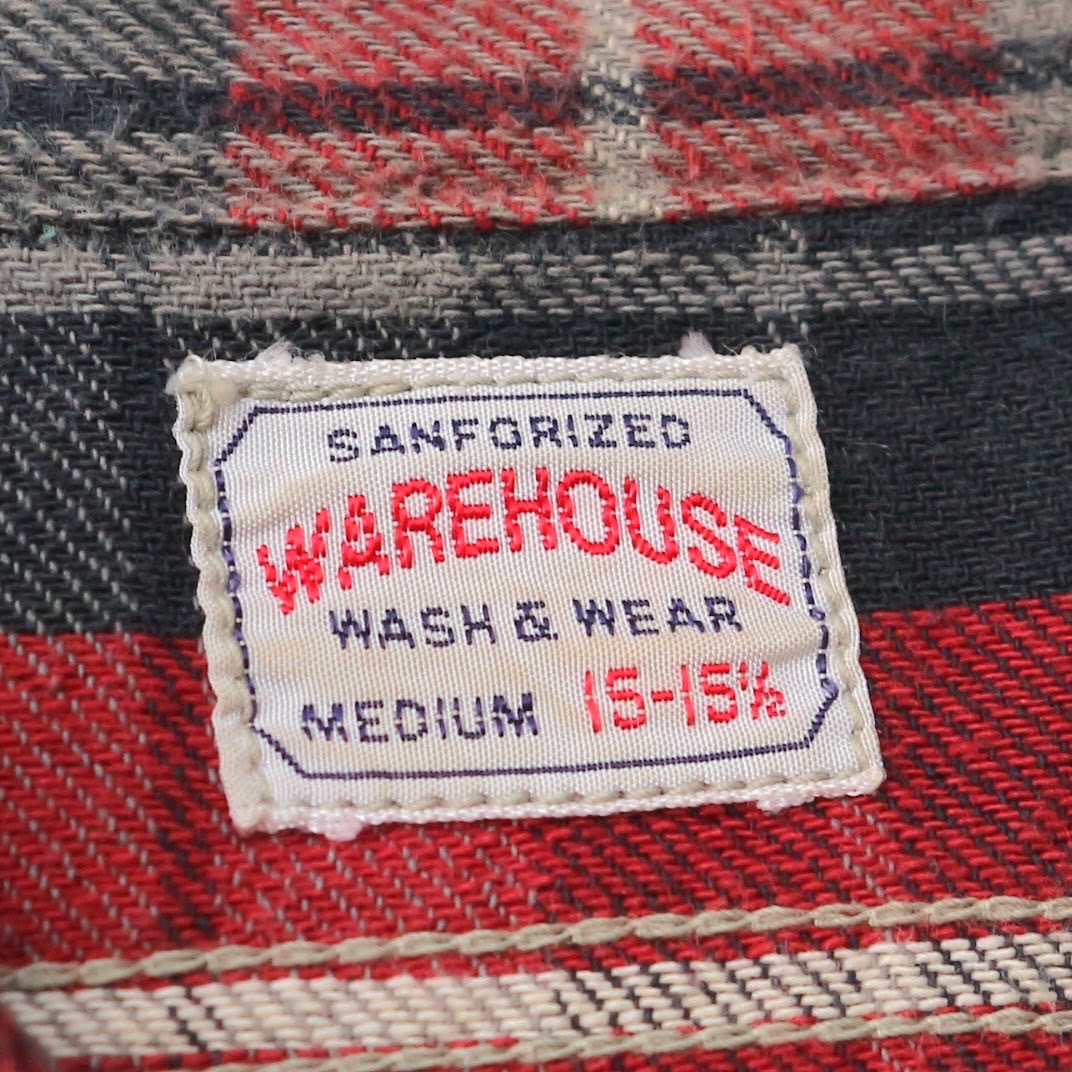 SANFORIZED
WAREHOUSE
WASH & WEAR
MEDIUM 15-15½